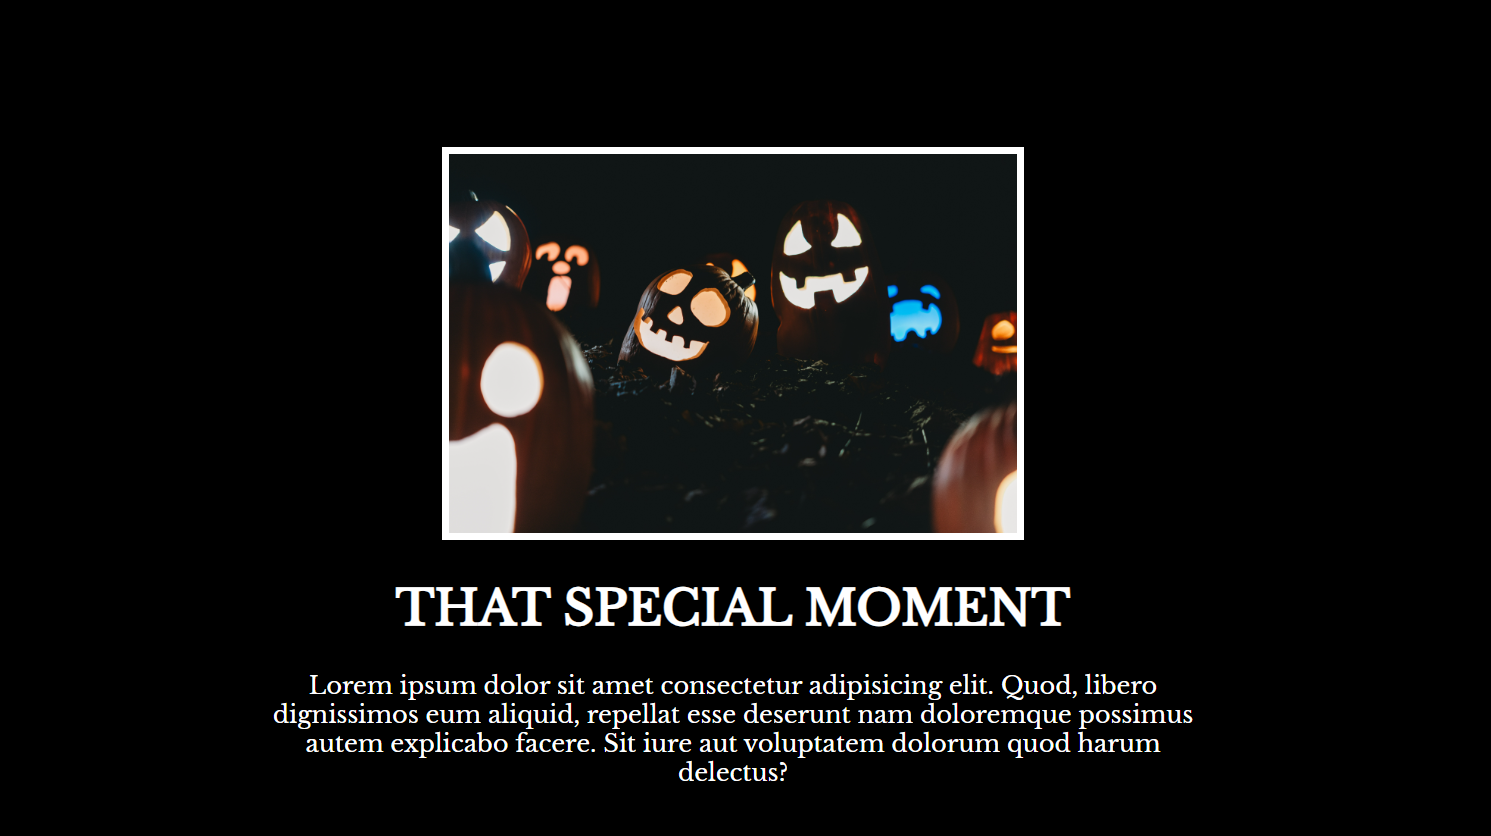 THAT SPECIAL MOMENT
Lorem ipsum dolor sit amet consectetur adipisicing elit. Quod, libero
dignissimos eum aliquid, repellat esse deserunt nam doloremque possimus
autem explicabo facere. Sit iure aut voluptatem dolorum quod harum
delectus?